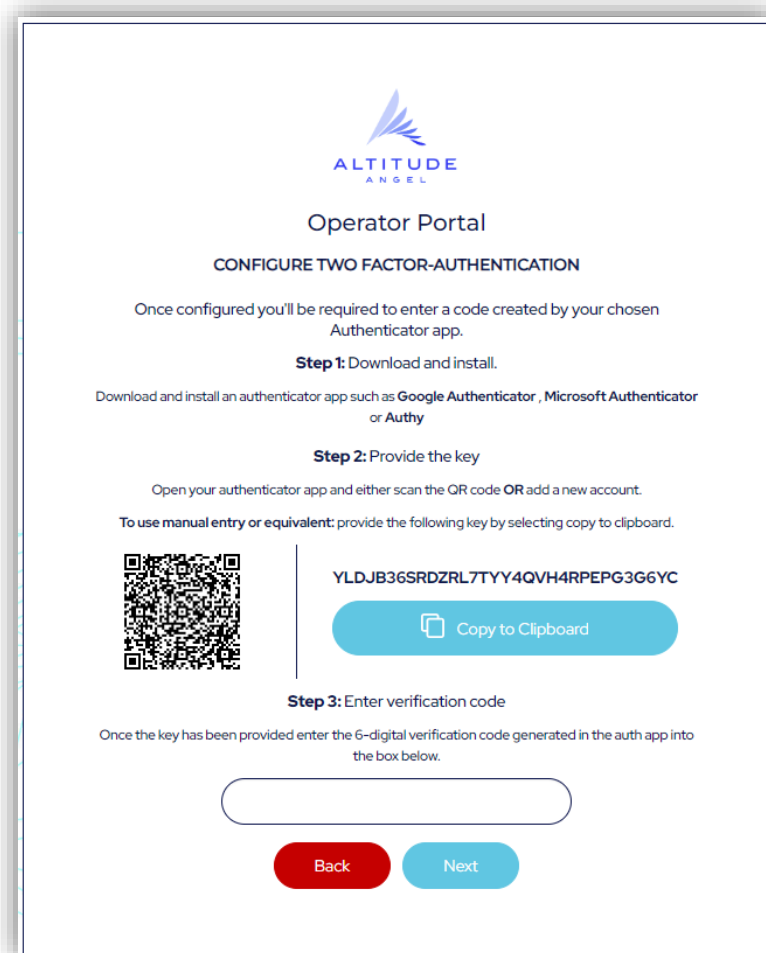 ALTITUDE
ANGEL
Operator Portal
CONFIGURE TWO FACTOR-AUTHENTICATION
Once configured you'll be required to enter a code created by your chosen
Authenticator app.
Step 1: Download and install.
Download and install an authenticator app such as Google Authenticator , Microsoft Authenticator
or Authy
Step 2: Provide the key
Open your authenticator app and either scan the QR code OR add a new account.
To use manual entry or equivalent: provide the following key by selecting copy to clipboard.
YLDJB36SRDZRL7TYY4QVH4RPEPG3G6YC
Copy to Clipboard
Step 3: Enter verification code
Once the key has been provided enter the 6-digital verification code generated in the auth app into
the box below.
Back
Next